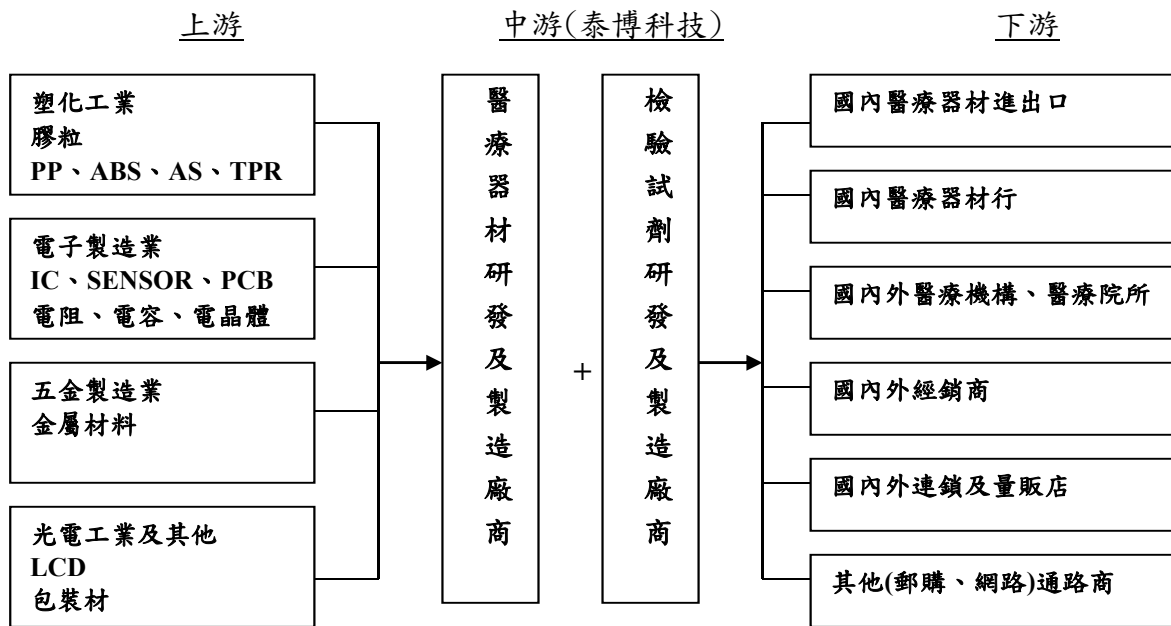 上游
中游(泰博科技)
下游
塑化工業
膠粒
PP、ABS、AS、TPR
電子製造業
IC、SENSOR、PCB
電阻、電容、電晶體
五金製造業
金屬材料
光電工業及其他
LCD
包裝材
醫療器材研發及製造廠商
+
檢驗試劑研發及製造廠商
國內醫療器材進出口
國內醫療器材行
國內外醫療機構、醫療院所
國內外經銷商
國內外連鎖及量販店
其他(郵購、網路)通路商